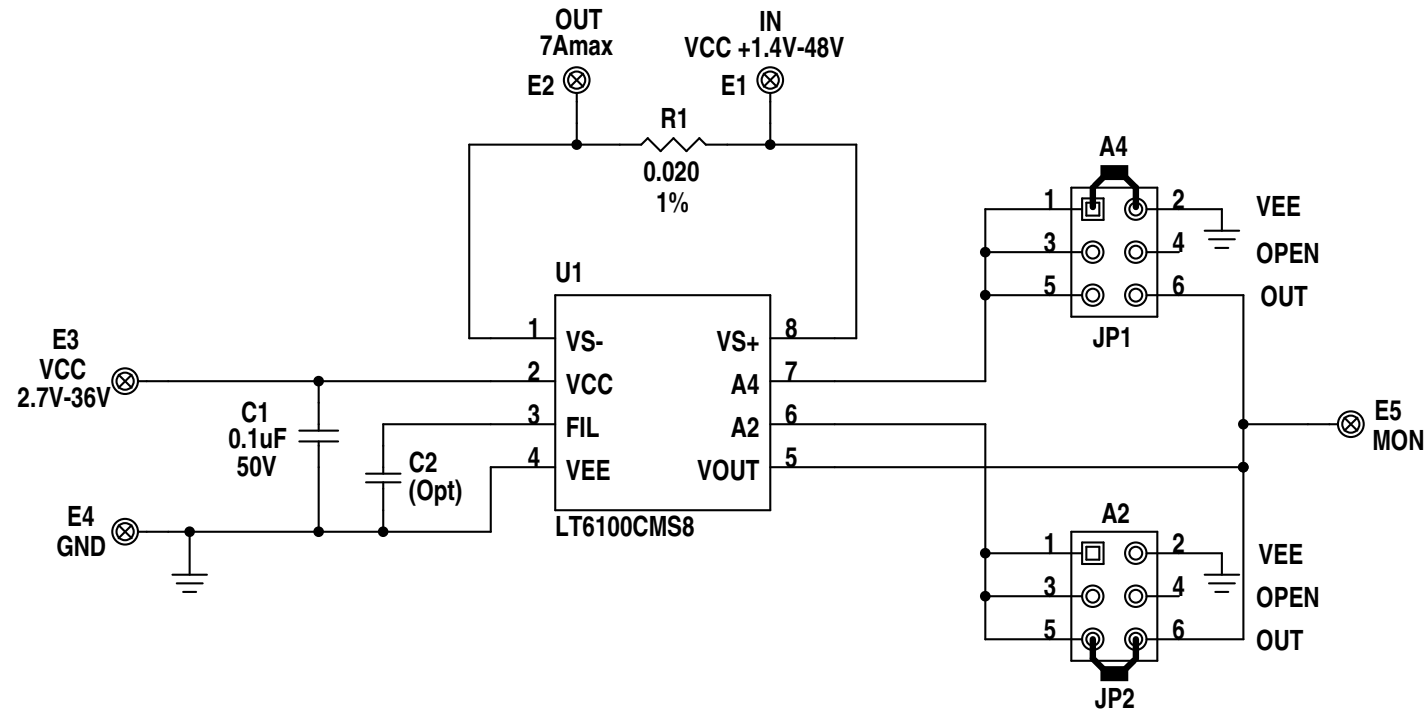 OUT
7Amax
IN
VCC +1.4V-48V
E2
E1
R1
0.020
1%
A4
1
2
VEE
3
4
OPEN
5
6
OUT
JP1
U1
1
VS-
VS+
8
2
VCC
A4
7
3
FIL
A2
6
4
VEE
VOUT
5
LT6100CMS8
E3
VCC
2.7V-36V
C1
0.1uF
50V
C2
(Opt)
E4
GND
E5
MON
A2
1
2
VEE
3
4
OPEN
5
6
OUT
JP2